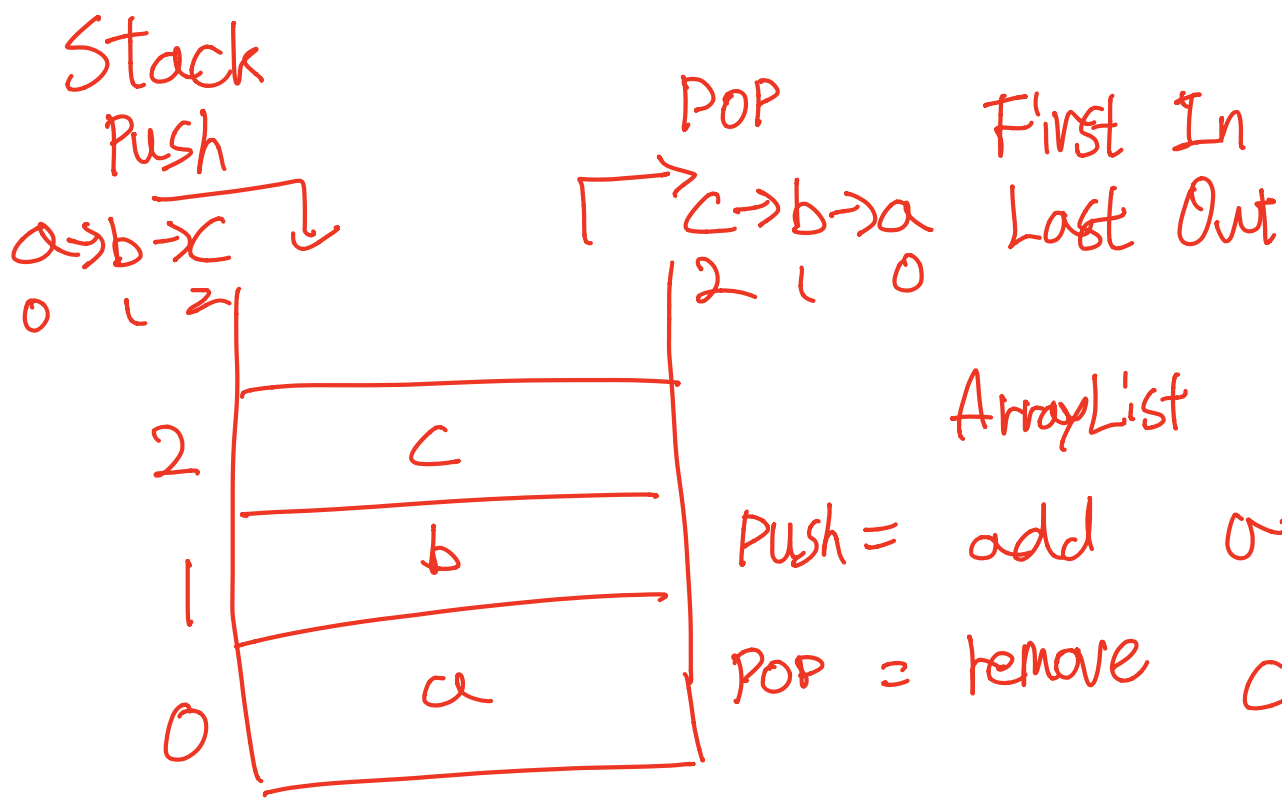 Stack
Push
a→b→c
0 1 2
POP
c→b→a
2 1 0
First In
Last Out
2 c
1 b
0 a
ArrayList
Push = add a
POP = remove c